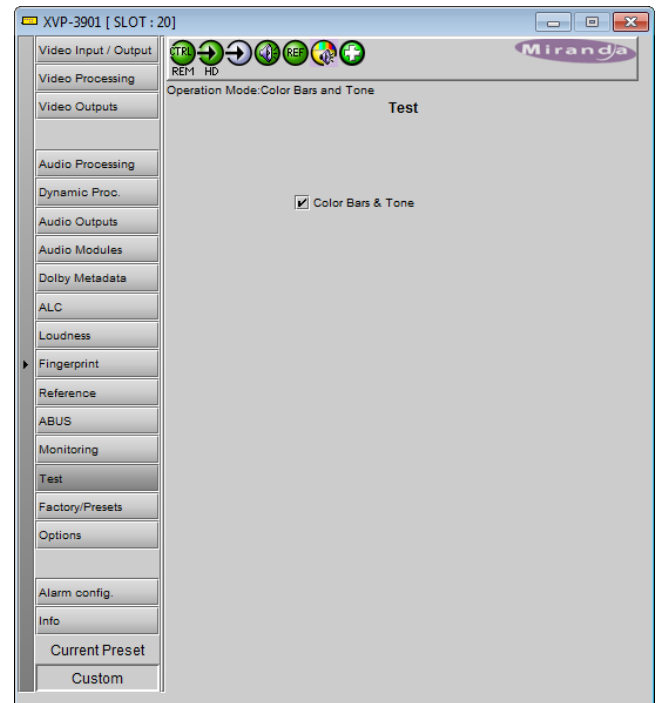 XVP-3901 [ SLOT : 20]
Video Input / Output
Video Processing
Video Outputs
Audio Processing
Dynamic Proc.
Audio Outputs
Audio Modules
Dolby Metadata
ALC
Loudness
Fingerprint
Reference
ABUS
Monitoring
Test
Factory/Presets
Options
Alarm config.
Info
Current Preset
Custom
CTRL
REF
REM HD
Miranda
Operation Mode:Color Bars and Tone
Test
Color Bars & Tone